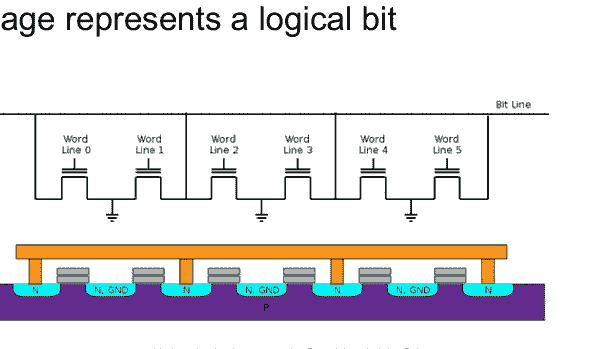 age represents a logical bit
Bit Line
Word Line 0
Word Line 1
Word Line 2
Word Line 3
Word Line 4
Word Line 5
N
N, GND
N
N, GND
N
N, GND
N
P